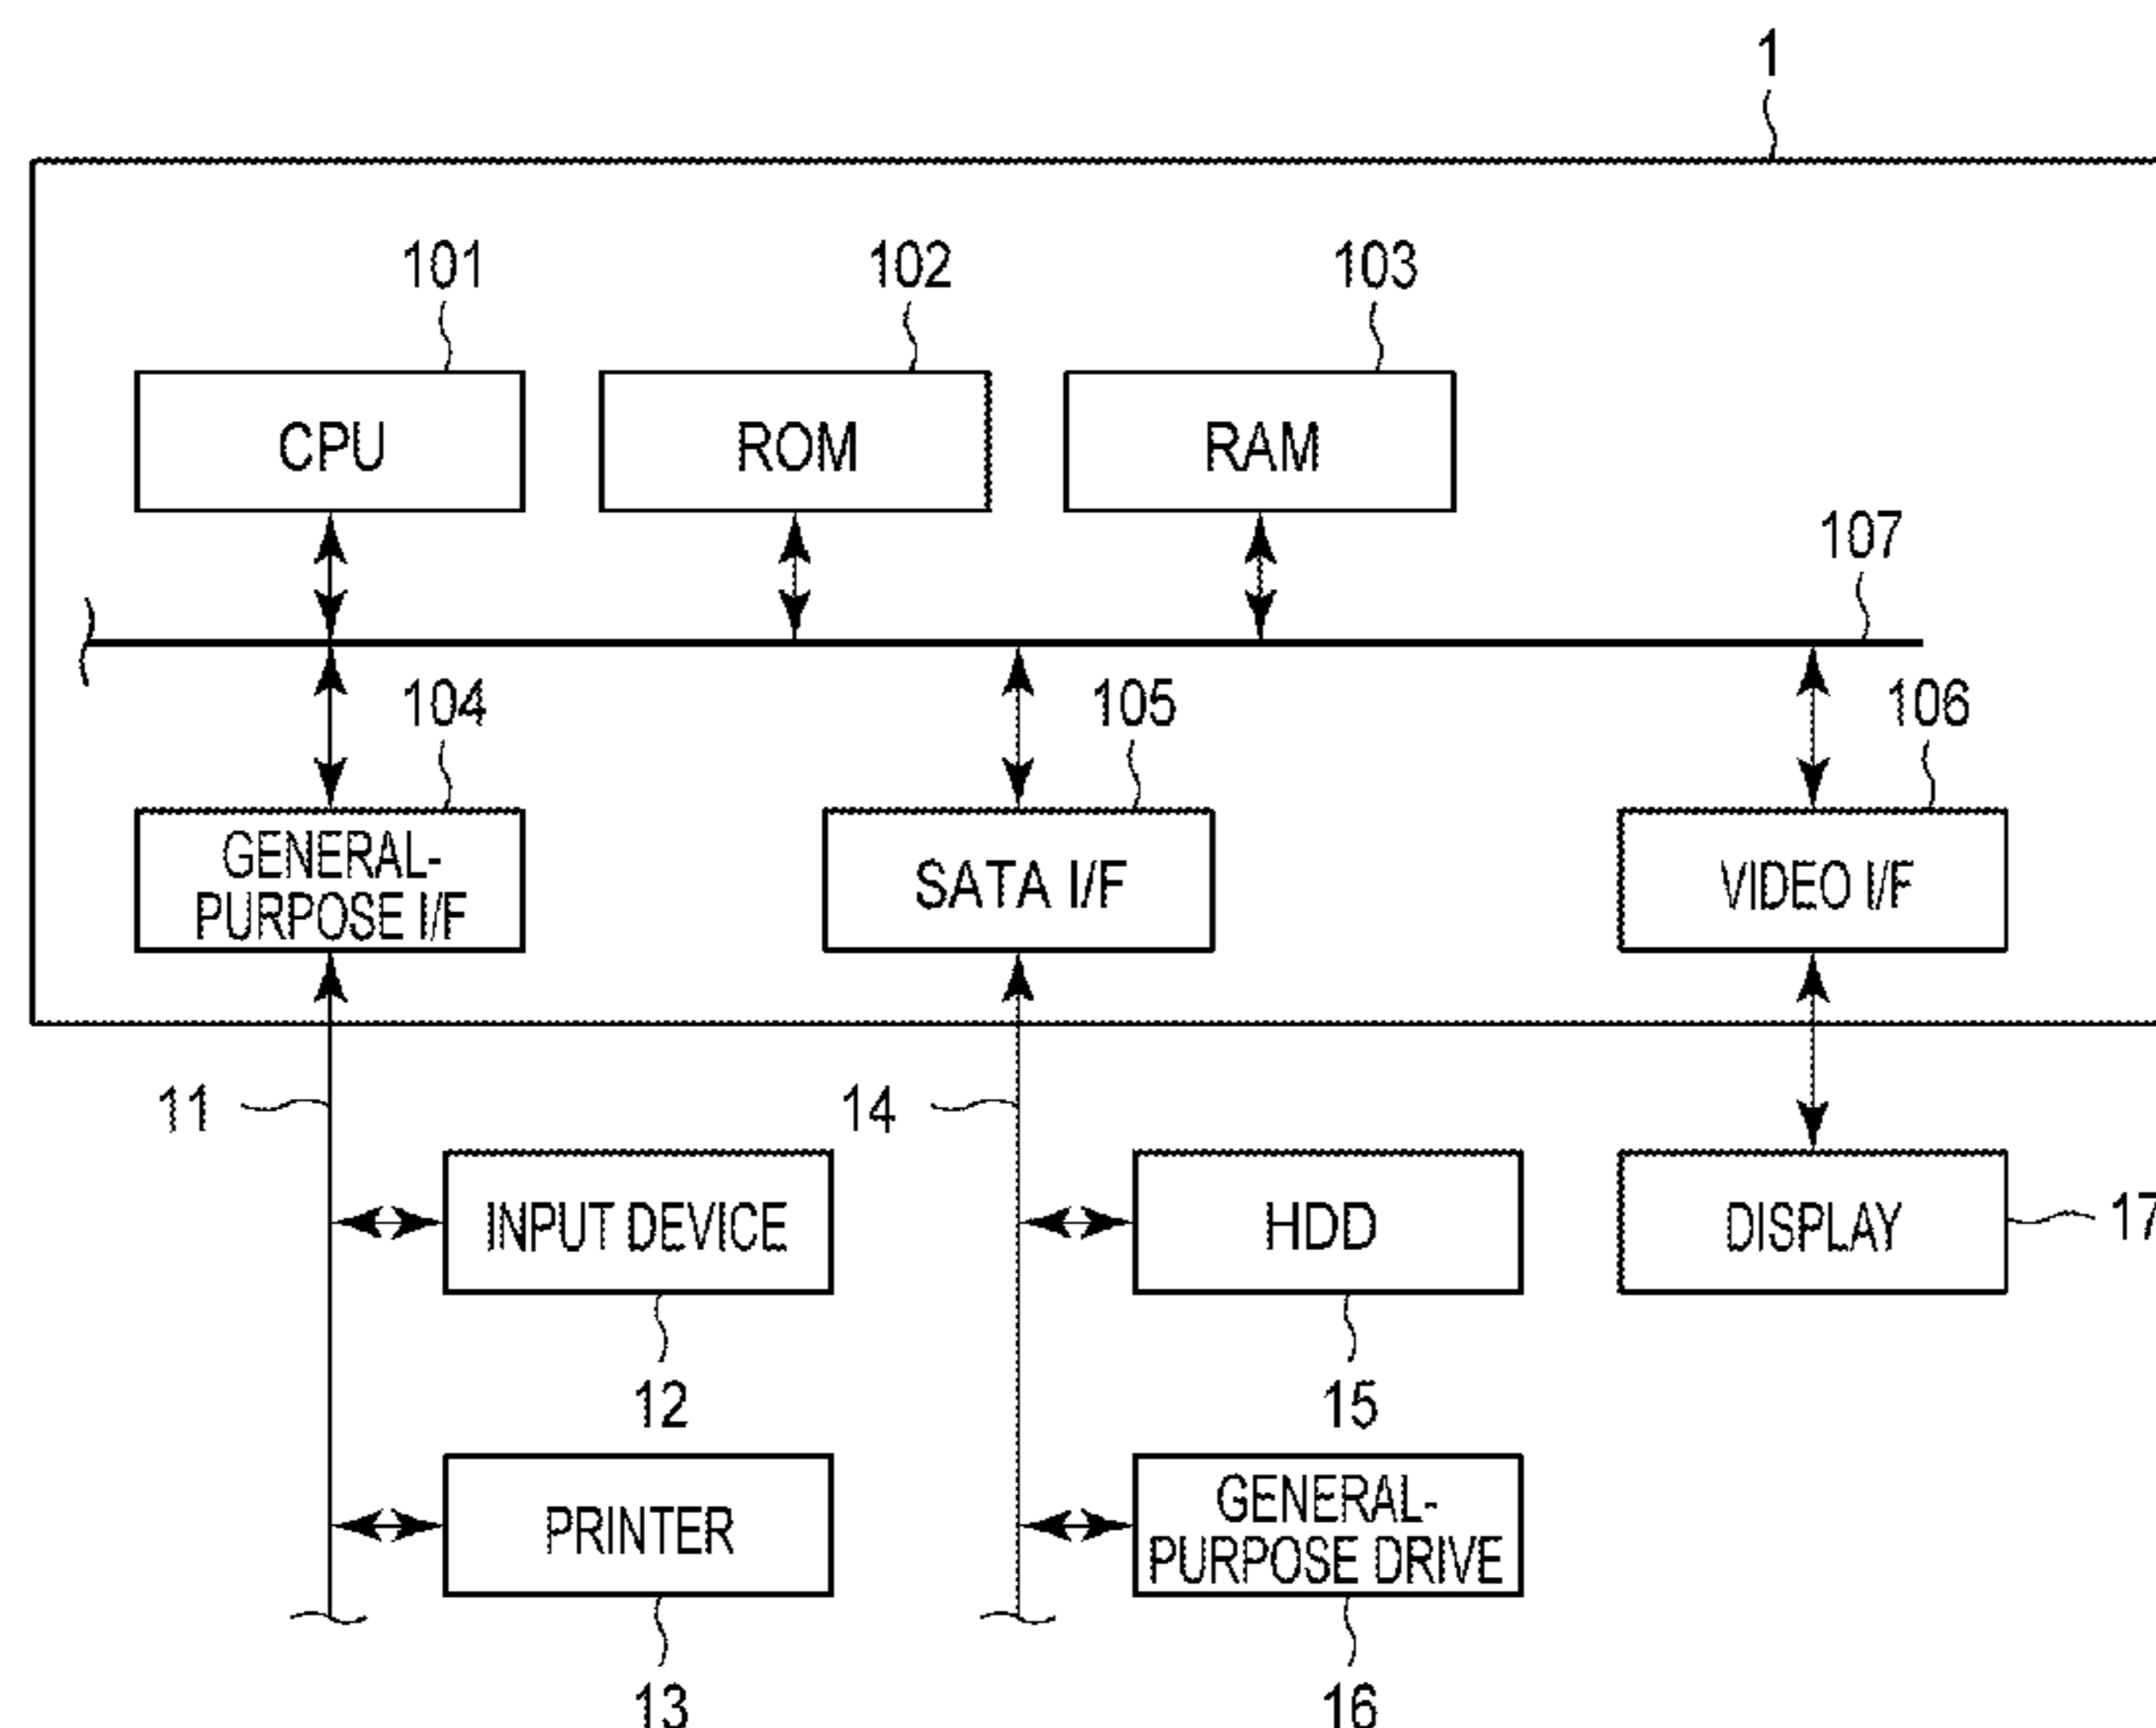 1
101
102
103
CPU
ROM
RAM
107
104
105
106
GENERAL-
PURPOSE I/F
SATA I/F
VIDEO I/F
11
14
INPUT DEVICE
HDD
DISPLAY
17
12
15
PRINTER
GENERAL-
PURPOSE DRIVE
13
16